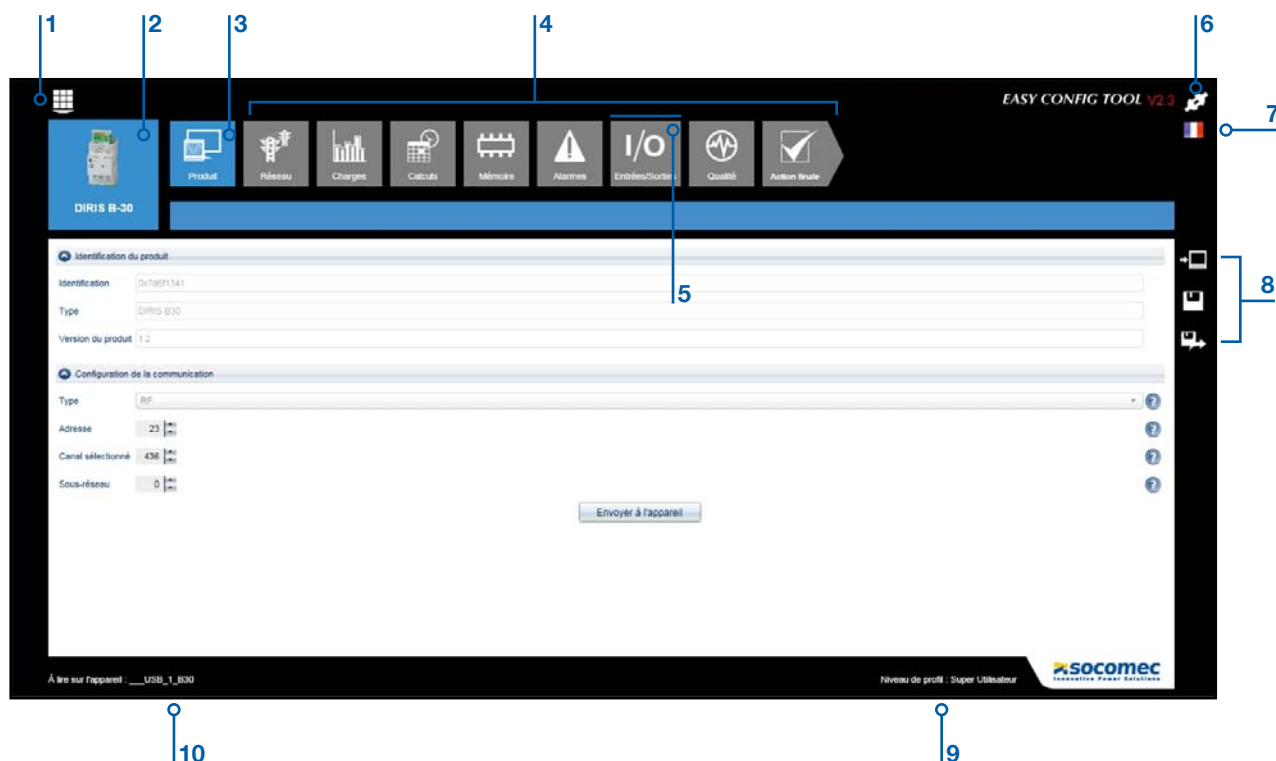 1 2 3 4 6
EASY CONFIG TOOL V2.3
7
Produit Réseau Charges Calculs Mémoire Alarmes I/O Entrées/Sorties Qualité Action finale
DIRIS B-30
Identification du produit
Identification 0x7d6f1341
5
8
Type DIRIS B30
Version du produit 1.2
Configuration de la communication
Type RF
Adresse 23
Canal sélectionné 436
Sous-réseau 0
Envoyer à l'appareil
À lire sur l'appareil : ___USB_1_B30
Niveau de profil : Super Utilisateur
socomec
Innovative Power Solutions
10 9